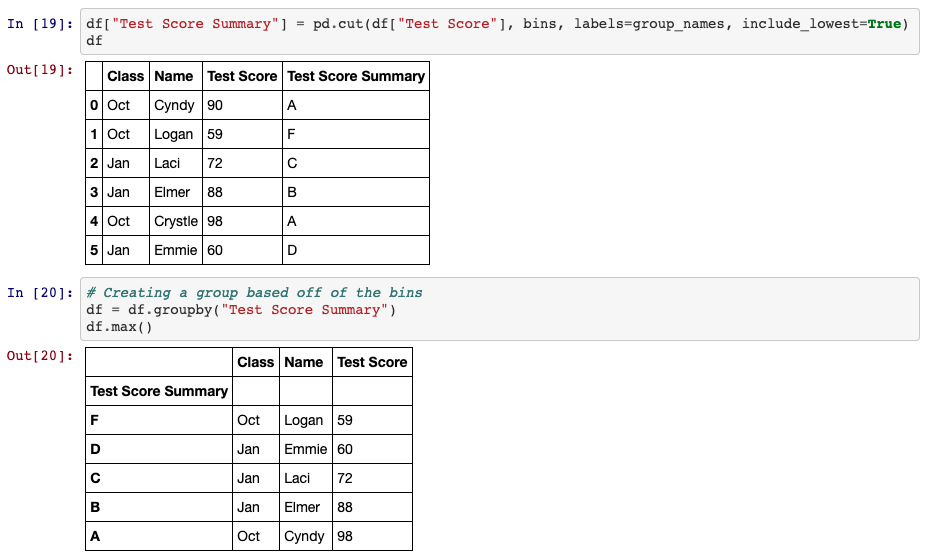 In [19]: df["Test Score Summary"] = pd.cut(df["Test Score"], bins, labels=group_names, include_lowest=True)
df
Out[19]:
Class Name Test Score Test Score Summary
0 Oct Cyndy 90 A
1 Oct Logan 59 F
2 Jan Laci 72 C
3 Jan Elmer 88 B
4 Oct Crystle 98 A
5 Jan Emmie 60 D
In [20]: # Creating a group based off of the bins
df = df.groupby("Test Score Summary")
df.max()
Out[20]:
Class Name Test Score
Test Score Summary
F Oct Logan 59
D Jan Emmie 60
C Jan Laci 72
B Jan Elmer 88
A Oct Cyndy 98